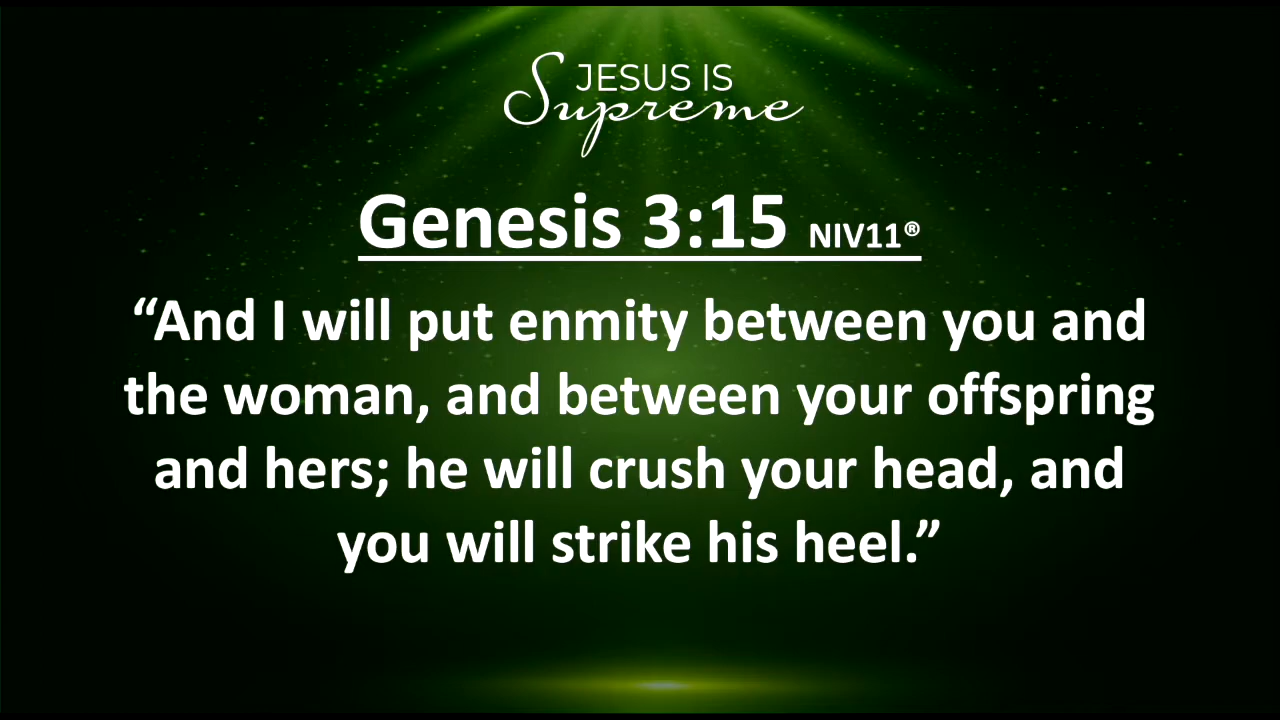 JESUS IS
Supreme
Genesis 3:15 NIV11®
“And I will put enmity between you and
the woman, and between your offspring
and hers; he will crush your head, and
you will strike his heel.”